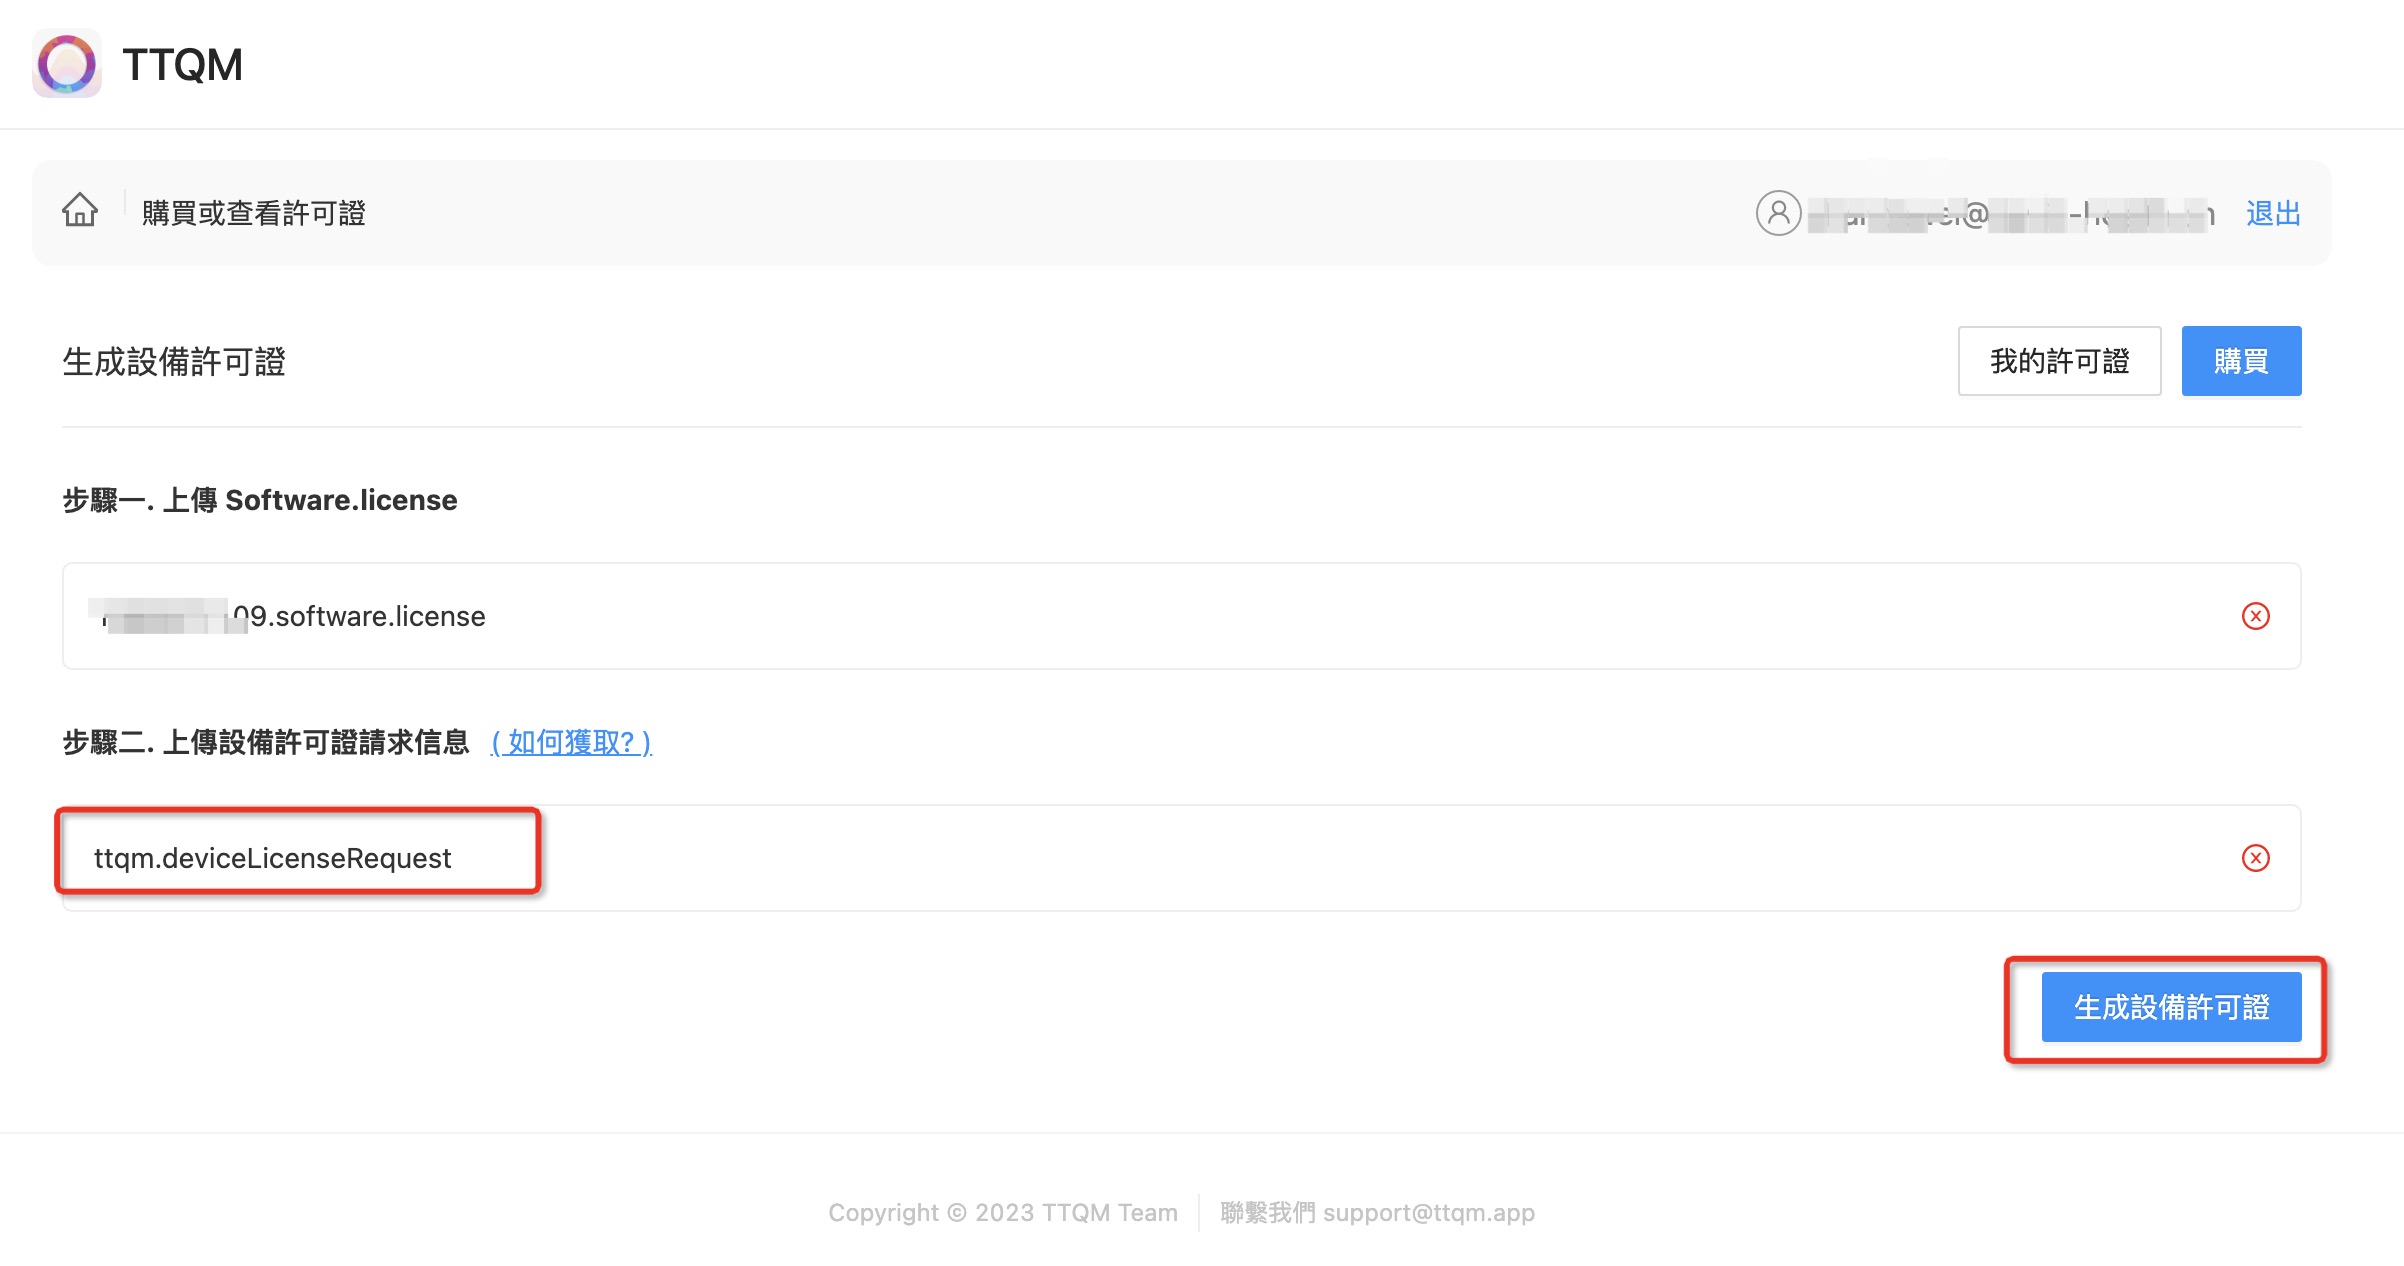 TTQM
購買或查看許可證
退出
生成設備許可證
我的許可證
購買
步驟一. 上傳 Software.license
09.software.license
步驟二. 上傳設備許可證請求信息 ( 如何獲取? )
ttqm.deviceLicenseRequest
生成設備許可證
Copyright © 2023 TTQM Team
聯繫我們 support@ttqm.app